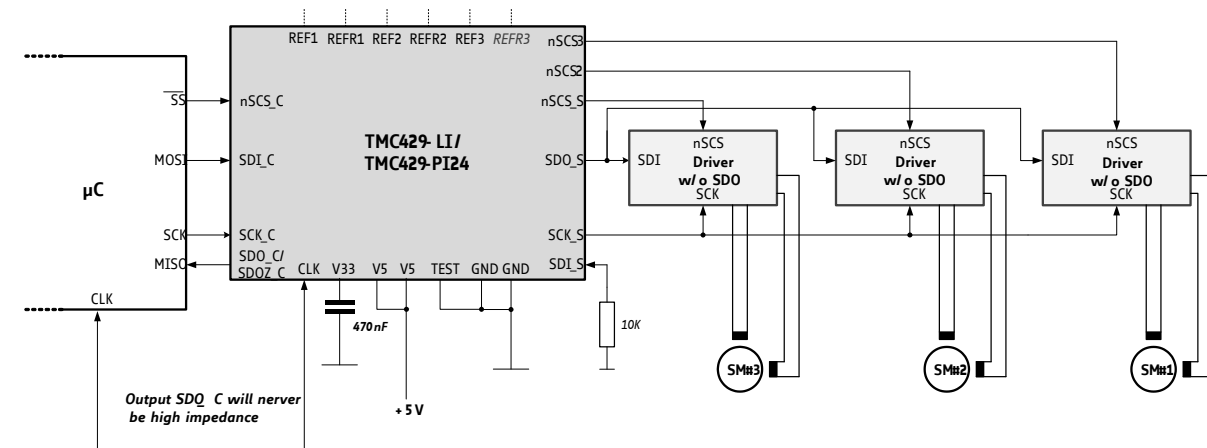 REF1 REFR1 REF2 REFR2 REF3 REFR3
nSCS3
nSCS2
SS nSCS_C nSCS_S
TMC429- LI/
TMC429-PI24
nSCS nSCS nSCS
MOSI SDI_C SDO_S SDI Driver SDI Driver SDI Driver
w/o SDO w/o SDO w/o SDO
µC
SCK SCK SCK
SCK SCK_C SCK_S
MISO SDO_C/
SDOZ_C
CLK V33 V5 V5 TEST GND GND SDI_S
CLK
470nF
10K
SM#3 SM#2 SM#1
Output SDO_C will nerver
be high impedance
+ 5 V